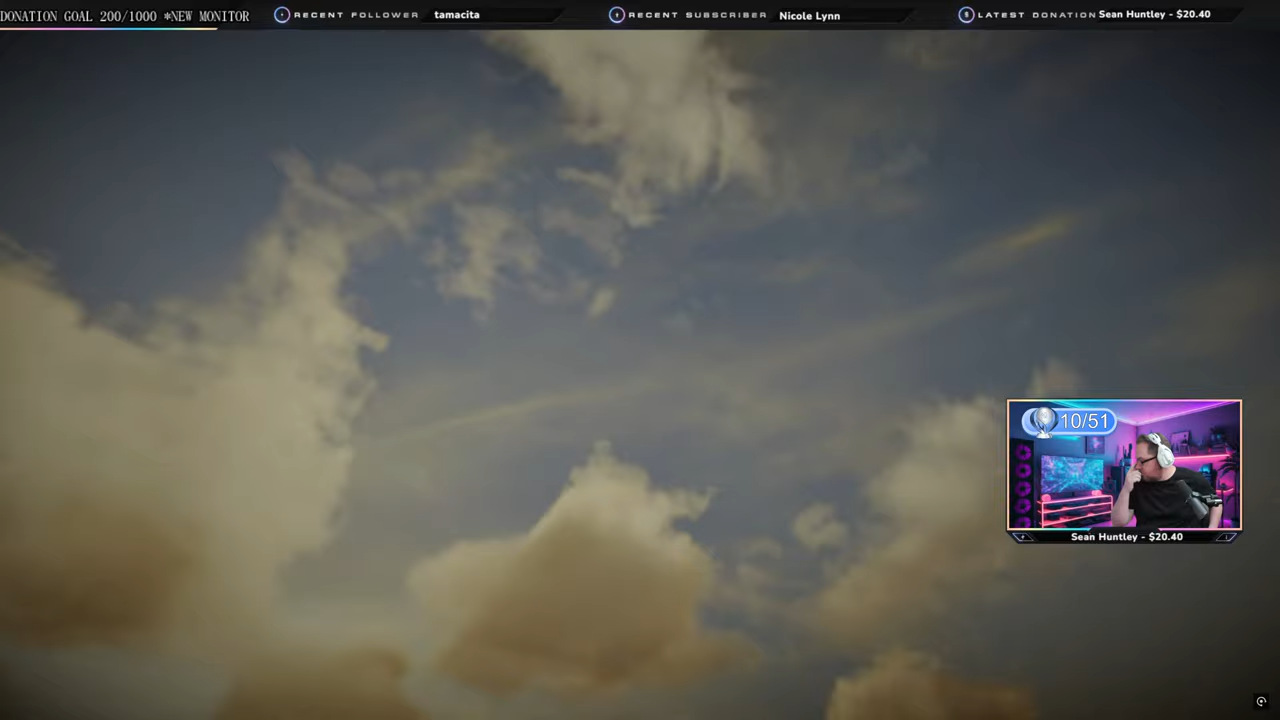 DONATION GOAL 200/1000 *NEW MONITOR
RECENT FOLLOWER tamacita
RECENT SUBSCRIBER Nicole Lynn
LATEST DONATION Sean Huntley - $20.40
10/51
Sean Huntley - $20.40